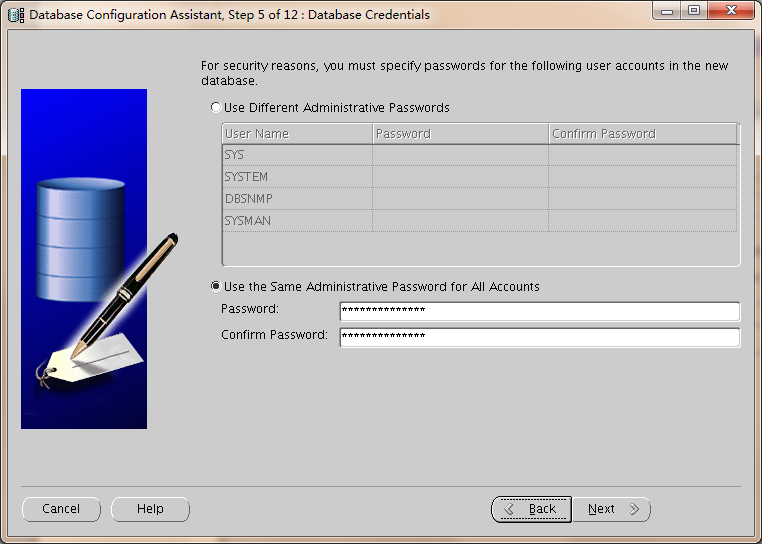 Database Configuration Assistant, Step 5 of 12 : Database Credentials
For security reasons, you must specify passwords for the following user accounts in the new
database.
Use Different Administrative Passwords
User Name Password Confirm Password
SYS
SYSTEM
DBSNMP
SYSMAN
Use the Same Administrative Password for All Accounts
Password: **************
Confirm Password: **************
Cancel Help Back Next